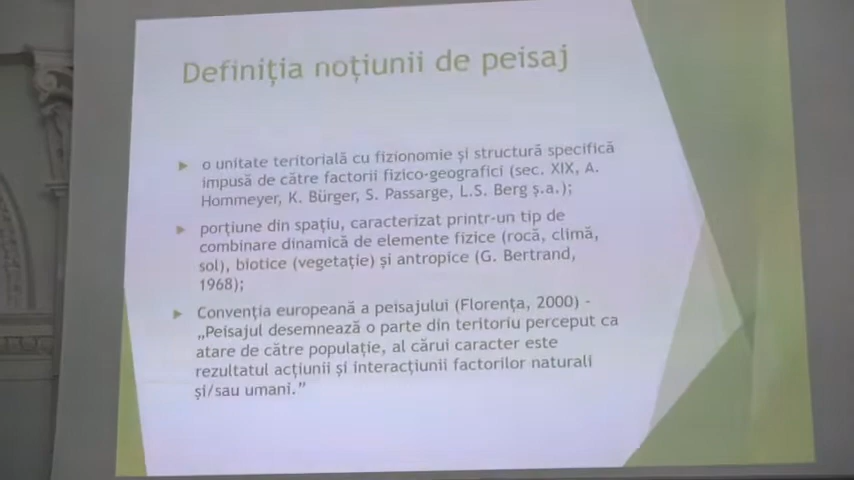 Definiția noțiunii de peisaj
o unitate teritorială cu fizionomie și structură specifică
impusă de către factorii fizico-geografici (sec. XIX, A.
Hommeyer, K. Bürger, S. Passarge, L.S. Berg ș.a.);
porțiune din spațiu, caracterizat printr-un tip de
combinare dinamică de elemente fizice (rocă, climă,
sol), biotice (vegetație) și antropice (G. Bertrand,
1968);
Convenția europeană a peisajului (Florența, 2000) -
„Peisajul desemnează o parte din teritoriu perceput ca
atare de către populație, al cărui caracter este
rezultatul acțiunii și interacțiunii factorilor naturali
și/sau umani.”